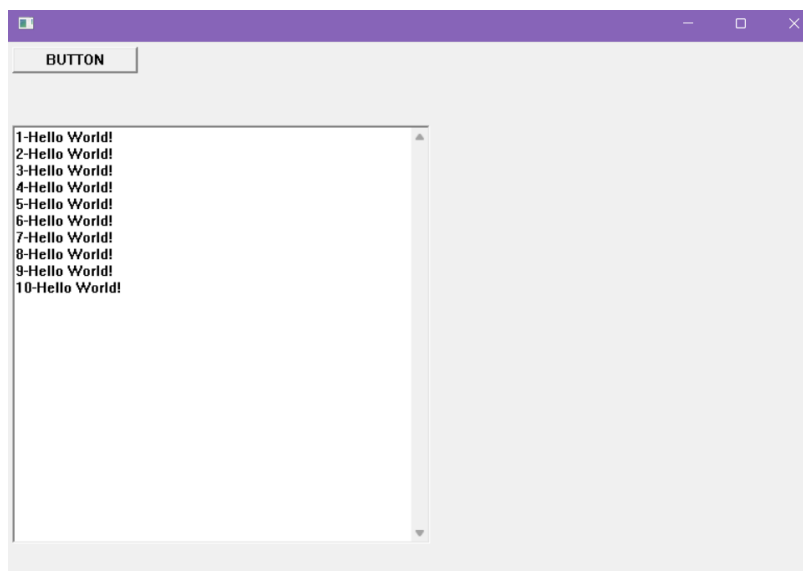 BUTTON
1-Hello World!
2-Hello World!
3-Hello World!
4-Hello World!
5-Hello World!
6-Hello World!
7-Hello World!
8-Hello World!
9-Hello World!
10-Hello World!